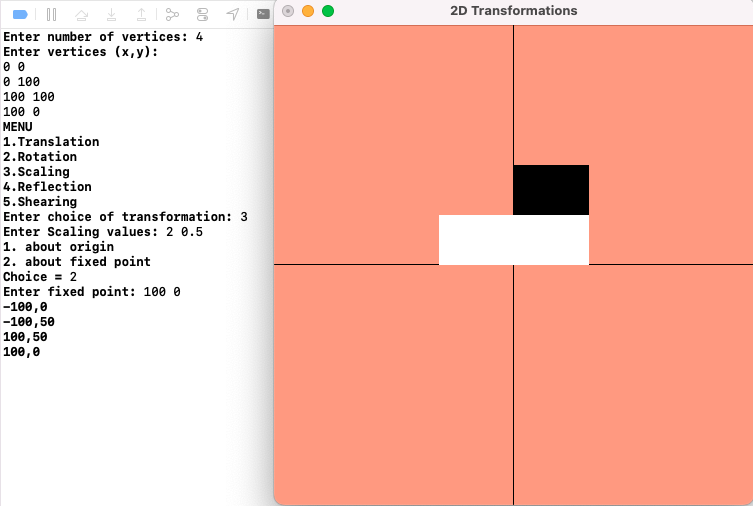 2D Transformations
Enter number of vertices: 4
Enter vertices (x,y):
0 0
0 100
100 100
100 0
MENU
1.Translation
2.Rotation
3.Scaling
4.Reflection
5.Shearing
Enter choice of transformation: 3
Enter Scaling values: 2 0.5
1. about origin
2. about fixed point
Choice = 2
Enter fixed point: 100 0
-100,0
-100,50
100,50
100,0